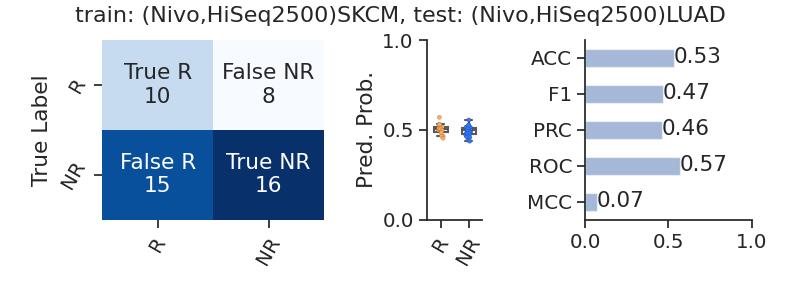 train: (Nivo,HiSeq2500)SKCM, test: (Nivo,HiSeq2500)LUAD
True Label
R
NR
True R
10
False NR
8
False R
15
True NR
16
R
NR
Pred. Prob.
1.0
0.5
0.0
R
NR
ACC
0.53
F1
0.47
PRC
0.46
ROC
0.57
MCC
0.07
0.0
0.5
1.0